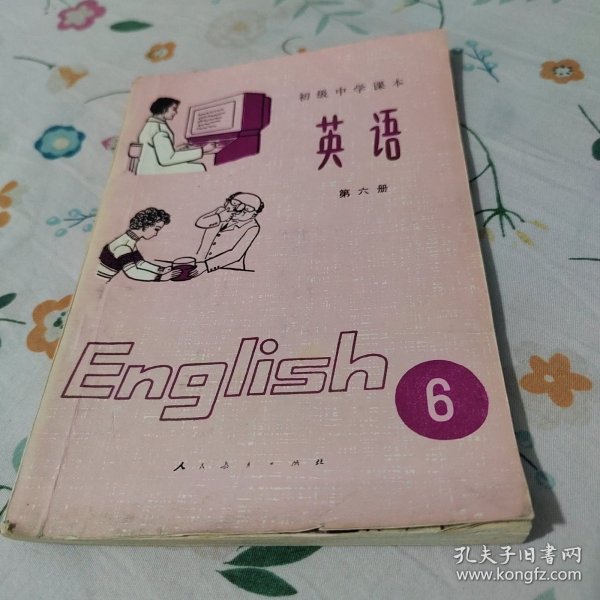 初级中学课本
英语
第六册
English
6
人民教育出版社
孔夫子旧书网
www.kongfz.com